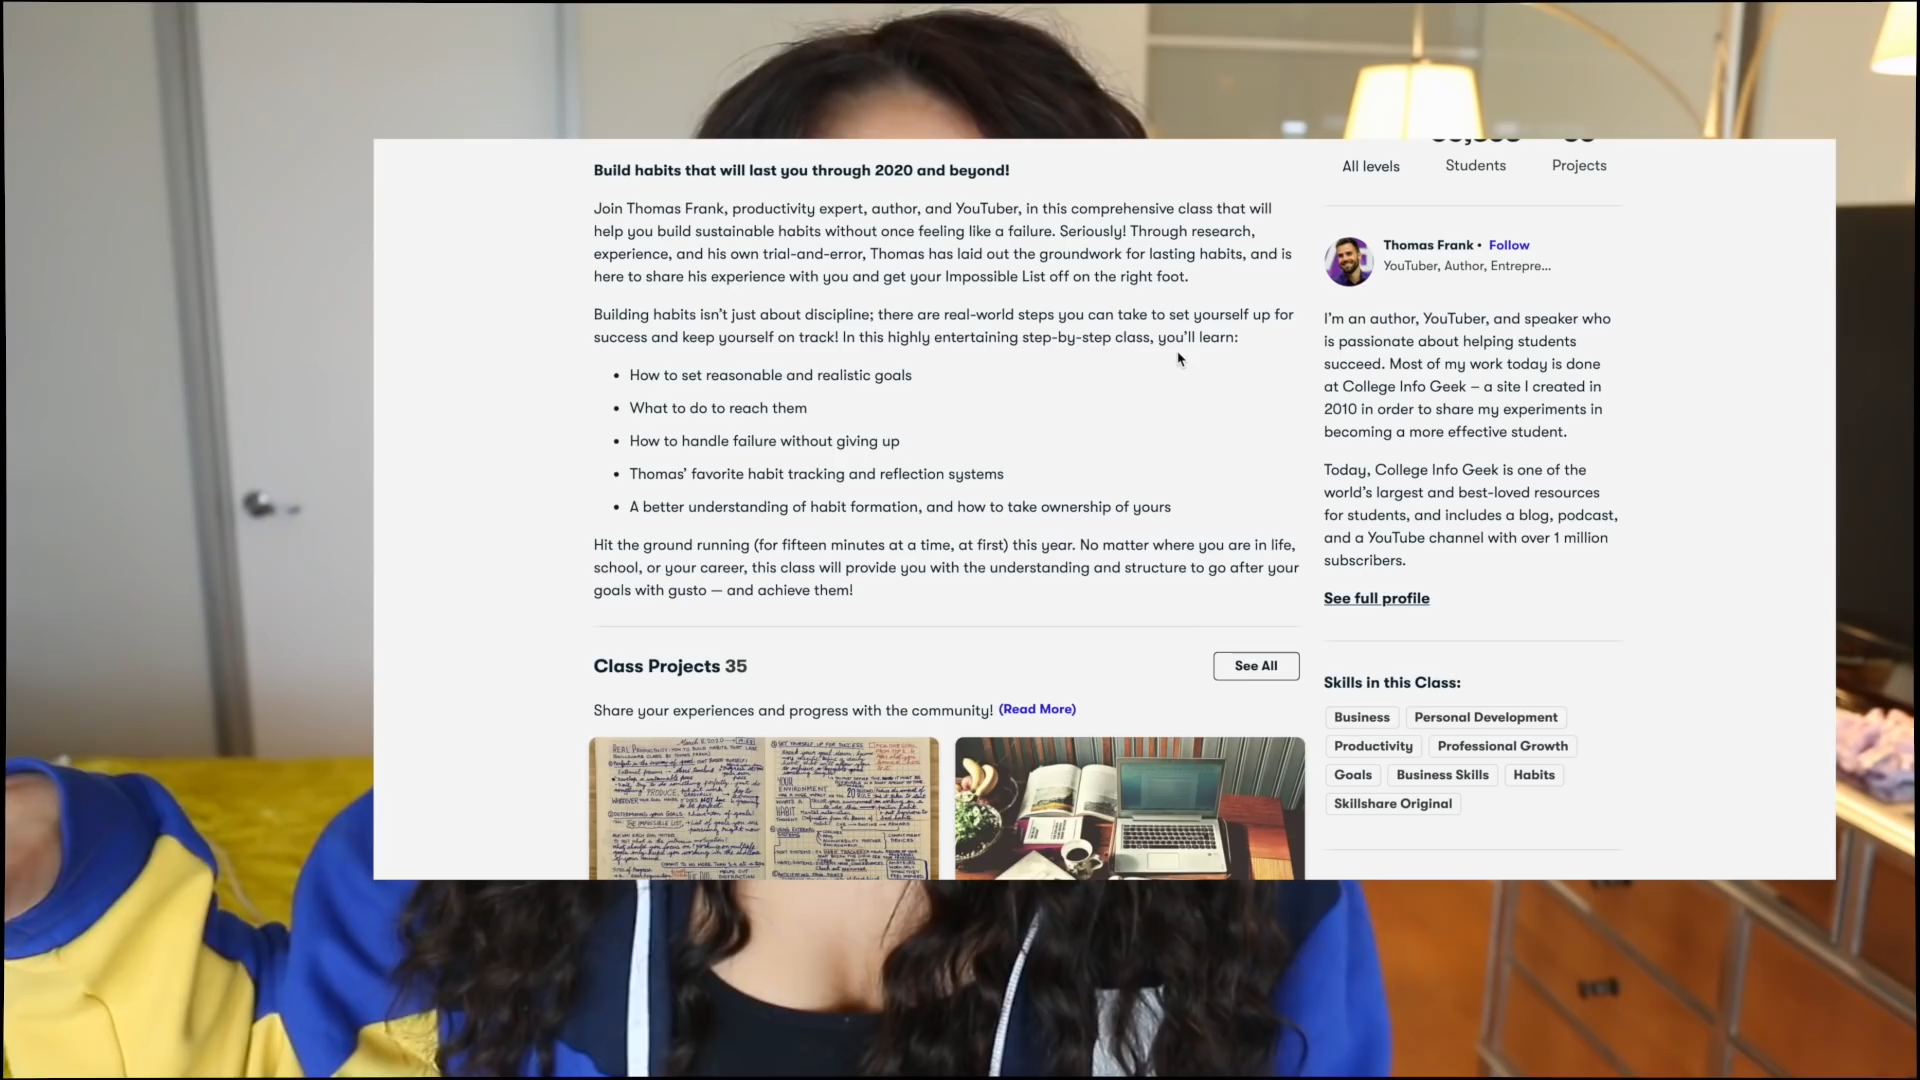 Build habits that will last you through 2020 and beyond!
Join Thomas Frank, productivity expert, author, and YouTuber, in this comprehensive class that will
help you build sustainable habits without once feeling like a failure. Seriously! Through research,
experience, and his own trial-and-error, Thomas has laid out the groundwork for lasting habits, and is
here to share his experience with you and get your Impossible List off on the right foot.
Building habits isn't just about discipline; there are real-world steps you can take to set yourself up for
success and keep yourself on track! In this highly entertaining step-by-step class, you'll learn:
• How to set reasonable and realistic goals
• What to do to reach them
• How to handle failure without giving up
• Thomas' favorite habit tracking and reflection systems
• A better understanding of habit formation, and how to take ownership of yours
Hit the ground running (for fifteen minutes at a time, at first) this year. No matter where you are in life,
school, or your career, this class will provide you with the understanding and structure to go after your
goals with gusto — and achieve them!
Class Projects 35
See All
Share your experiences and progress with the community! (Read More)
All levels
Students
Projects
Thomas Frank • Follow
YouTuber, Author, Entrepre...
I'm an author, YouTuber, and speaker who
is passionate about helping students
succeed. Most of my work today is done
at College Info Geek – a site I created in
2010 in order to share my experiments in
becoming a more effective student.
Today, College Info Geek is one of the
world's largest and best-loved resources
for students, and includes a blog, podcast,
and a YouTube channel with over 1 million
subscribers.
See full profile
Skills in this Class:
Business
Personal Development
Productivity
Professional Growth
Goals
Business Skills
Habits
Skillshare Original